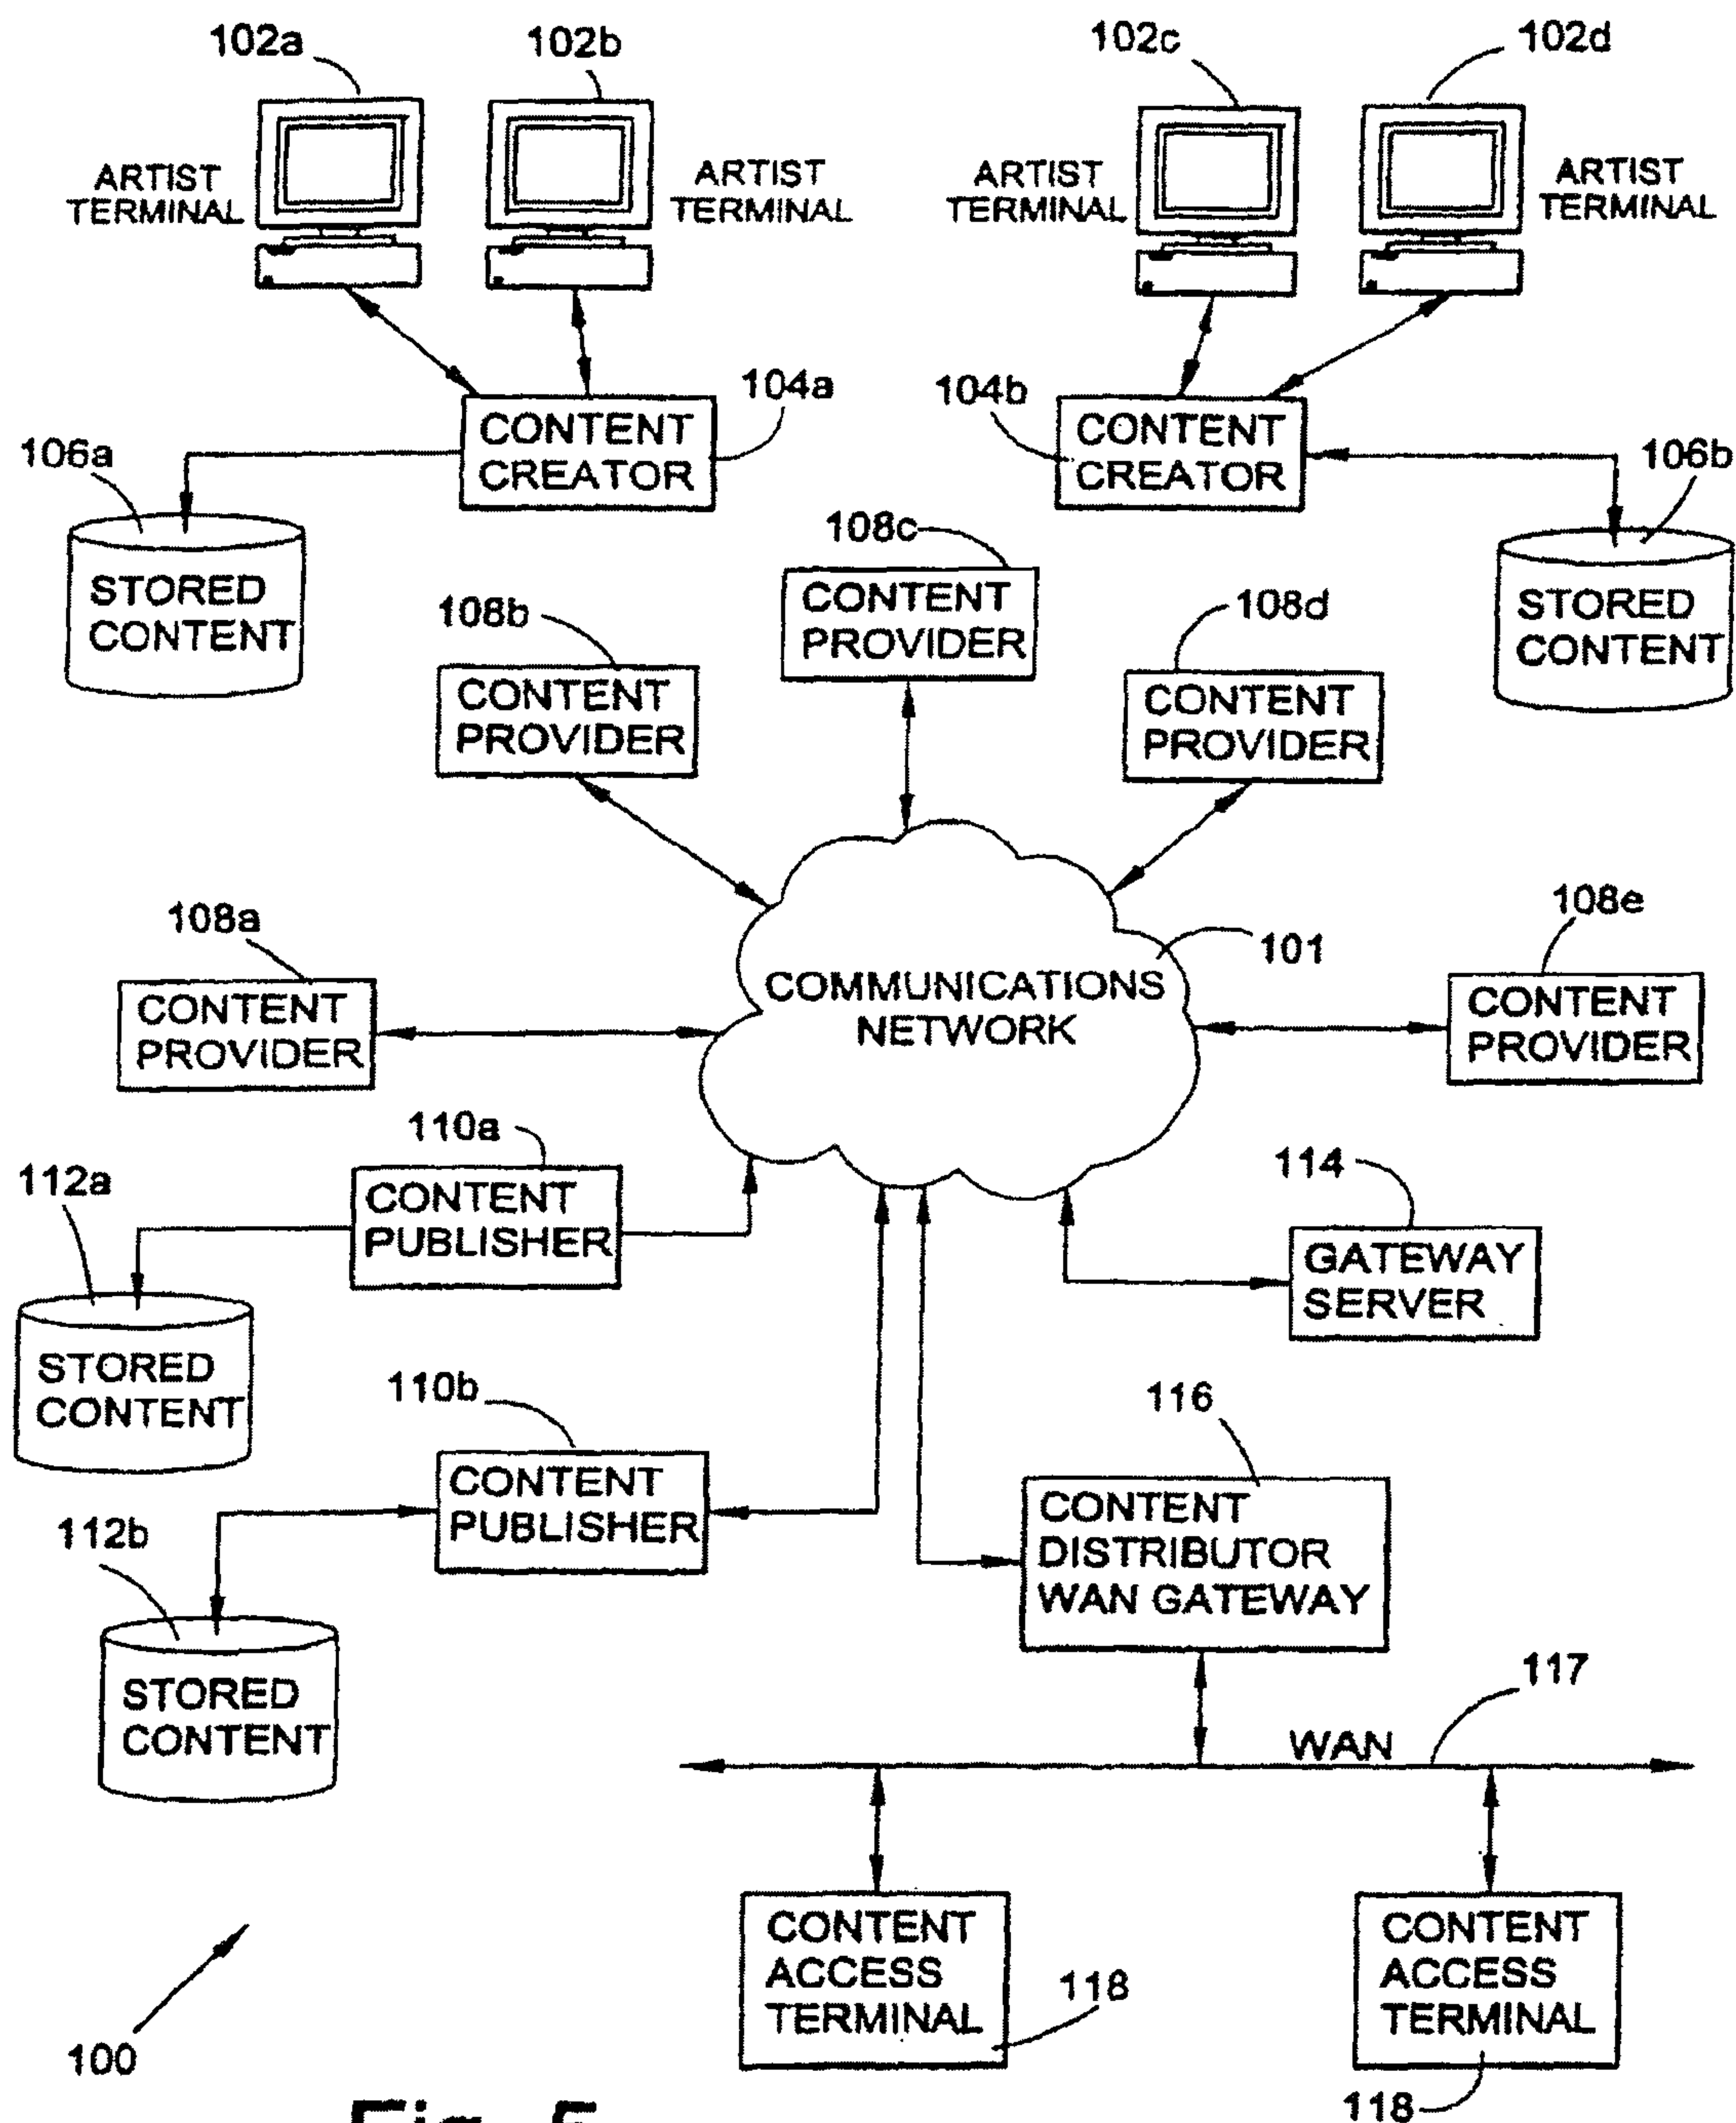 102a
102b
102c
102d
ARTIST
TERMINAL
ARTIST
TERMINAL
ARTIST
TERMINAL
ARTIST
TERMINAL
104a
104b
CONTENT
CREATOR
CONTENT
CREATOR
106a
106b
STORED
CONTENT
STORED
CONTENT
108c
CONTENT
PROVIDER
108b
CONTENT
PROVIDER
108d
CONTENT
PROVIDER
108a
CONTENT
PROVIDER
101
COMMUNICATIONS
NETWORK
108e
CONTENT
PROVIDER
110a
CONTENT
PUBLISHER
112a
STORED
CONTENT
114
GATEWAY
SERVER
110b
CONTENT
PUBLISHER
112b
STORED
CONTENT
116
CONTENT
DISTRIBUTOR
WAN GATEWAY
117
WAN
CONTENT
ACCESS
TERMINAL
118
CONTENT
ACCESS
TERMINAL
118
100
Fig. 5